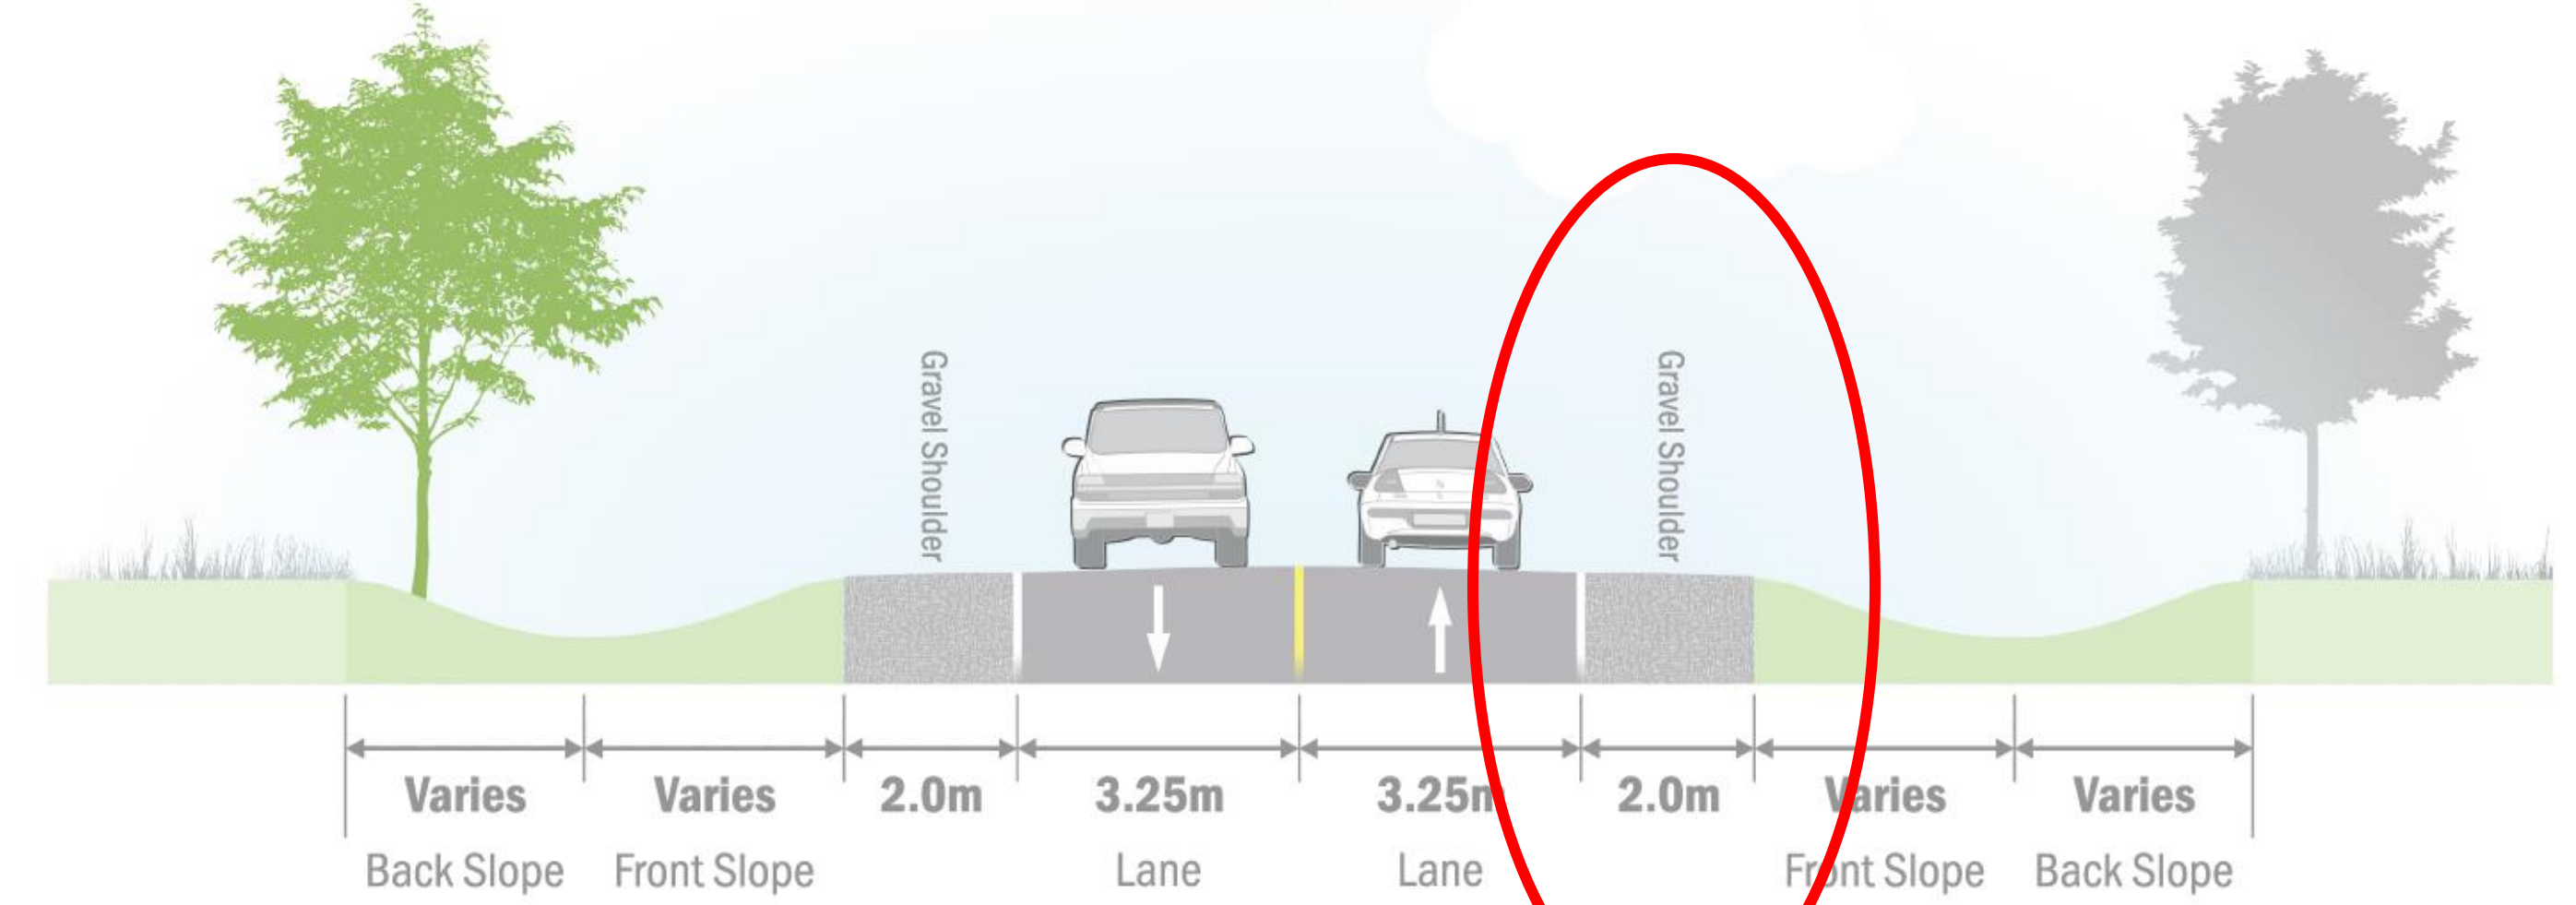 Gravel Shoulder
Gravel Shoulder
Varies Varies 2.0m 3.25m 3.25m 2.0m Varies Varies
Back Slope Front Slope Lane Lane Front Slope Back Slope